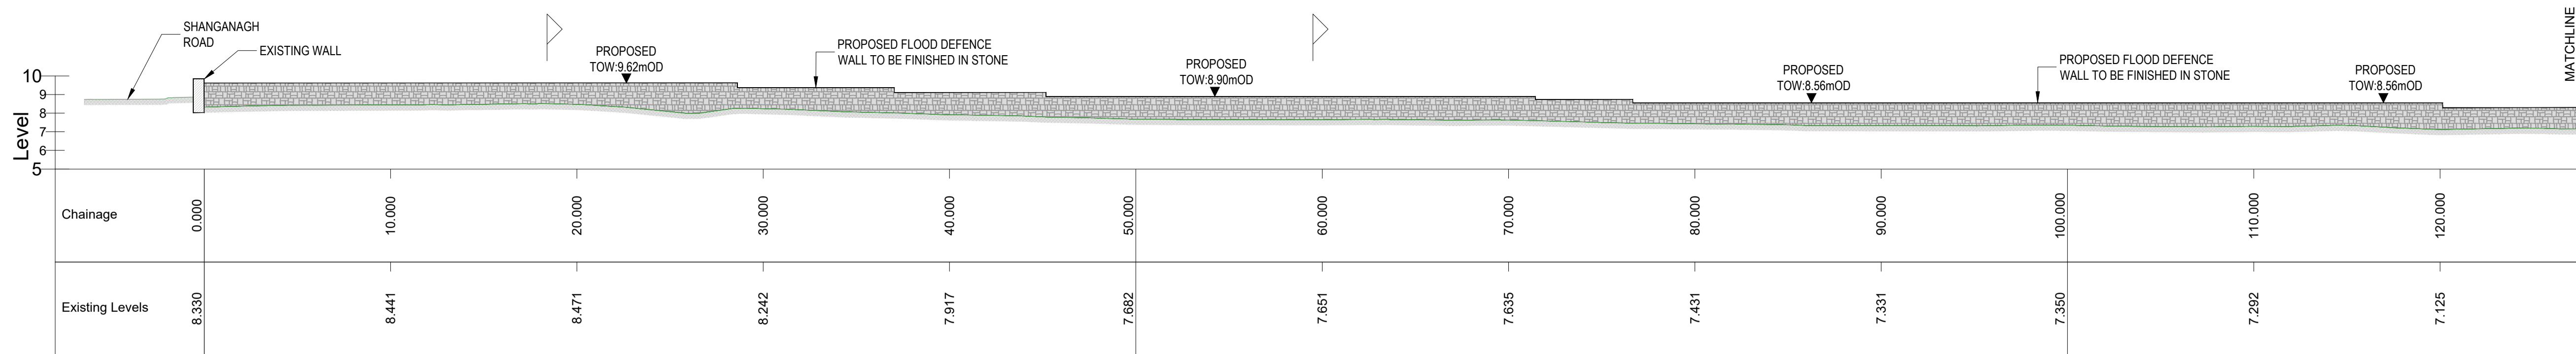 SHANGANAGH
ROAD
EXISTING WALL
PROPOSED
TOW:9.62mOD
PROPOSED FLOOD DEFENCE
WALL TO BE FINISHED IN STONE
PROPOSED
TOW:8.90mOD
PROPOSED
TOW:8.56mOD
PROPOSED FLOOD DEFENCE
WALL TO BE FINISHED IN STONE
PROPOSED
TOW:8.56mOD
MATCHLINE
Level
10
9
8
7
6
5
Chainage
0.000
10.000
20.000
30.000
40.000
50.000
60.000
70.000
80.000
90.000
100.000
110.000
120.000
Existing Levels
8.330
8.441
8.471
8.242
7.917
7.682
7.651
7.635
7.431
7.331
7.350
7.292
7.125